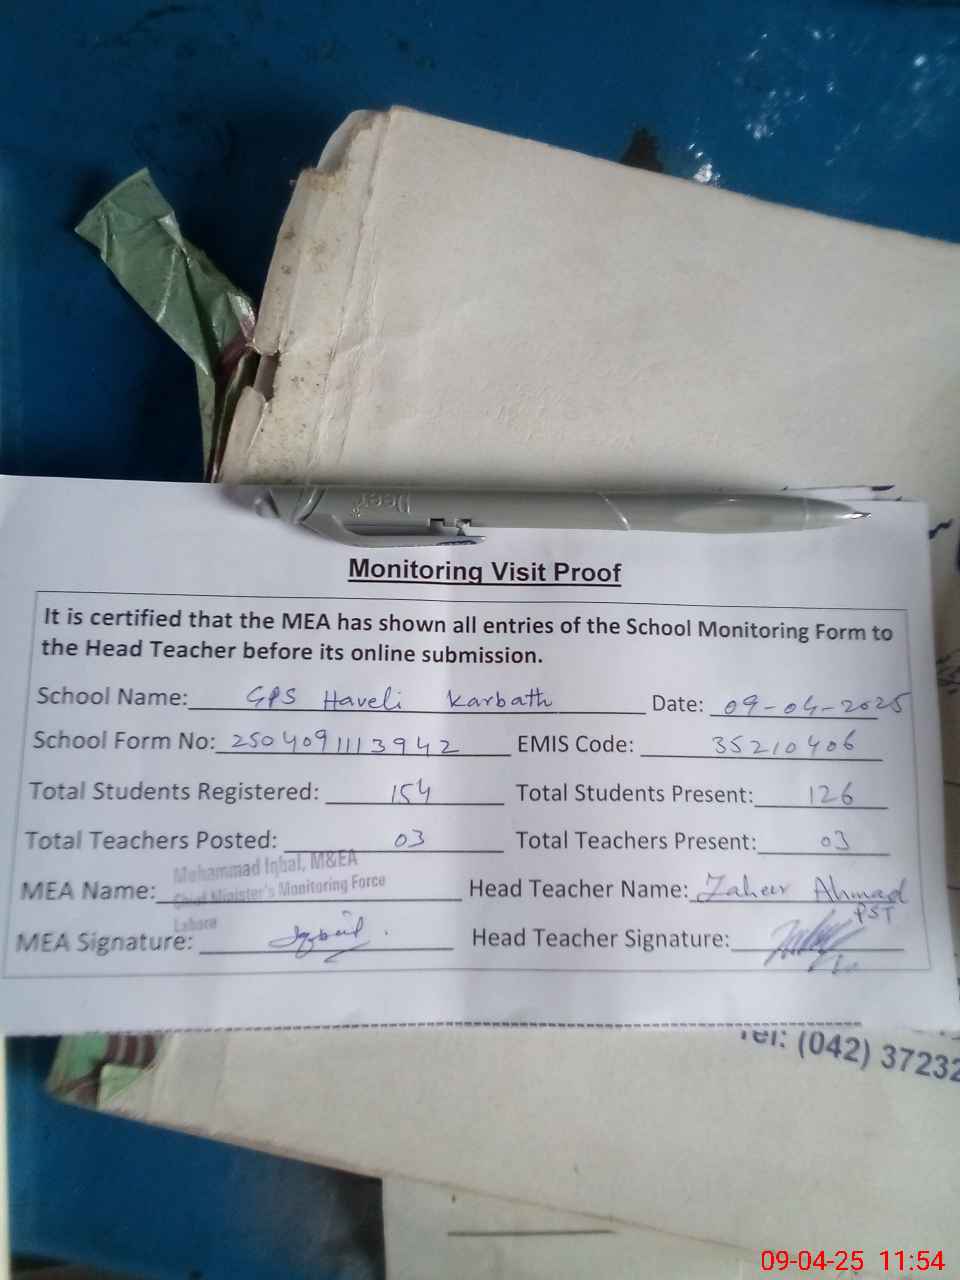 Deer
Monitoring Visit Proof
It is certified that the MEA has shown all entries of the School Monitoring Form to
the Head Teacher before its online submission.
School Name: GPS Haveli Karbath Date: 09-04-2025
School Form No: 2504091113942 EMIS Code: 35210406
Total Students Registered: 154 Total Students Present: 126
Total Teachers Posted: 03 Total Teachers Present: 03
Muhammad Iqbal, M&EA
MEA Name: Chief Minister's Monitoring Force Head Teacher Name: Zaheer Ahmad
Lahore PST
MEA Signature: Head Teacher Signature:
Tel: (042) 37232
09-04-25 11:54